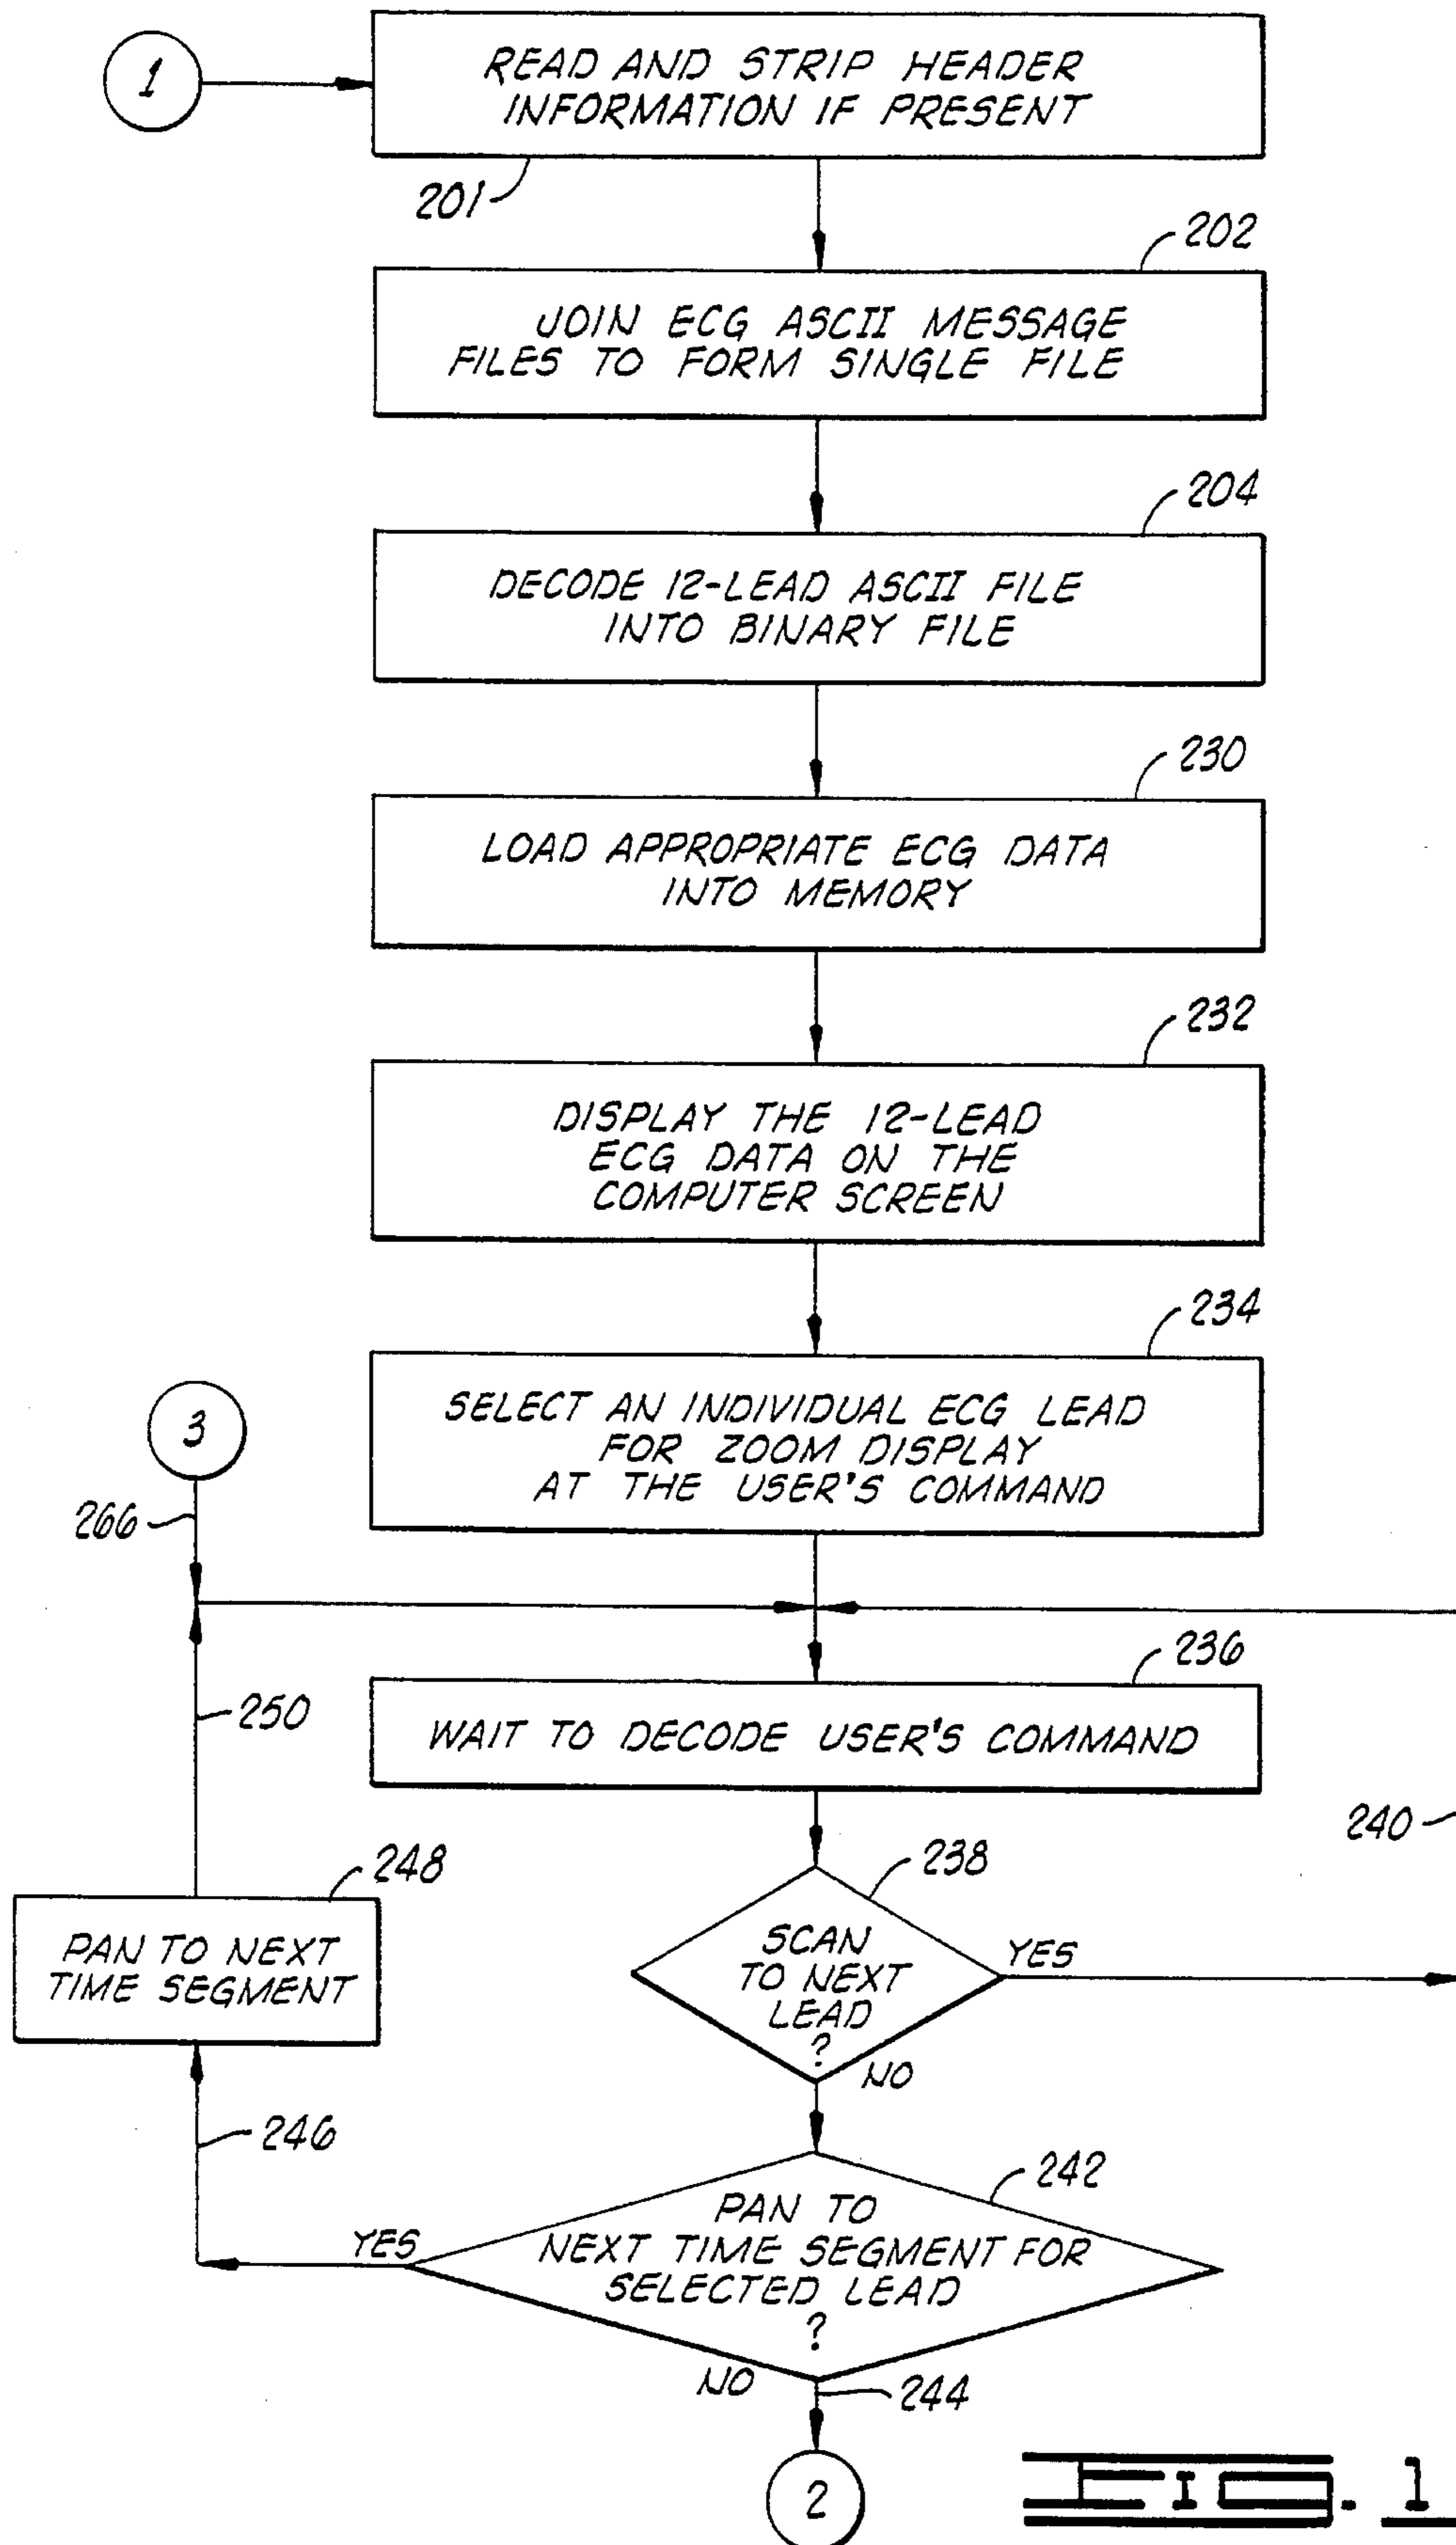 1
READ AND STRIP HEADER
INFORMATION IF PRESENT
201
202
JOIN ECG ASCII MESSAGE
FILES TO FORM SINGLE FILE
204
DECODE 12-LEAD ASCII FILE
INTO BINARY FILE
230
LOAD APPROPRIATE ECG DATA
INTO MEMORY
232
DISPLAY THE 12-LEAD
ECG DATA ON THE
COMPUTER SCREEN
234
SELECT AN INDIVIDUAL ECG LEAD
FOR ZOOM DISPLAY
AT THE USER'S COMMAND
3
266
236
250
WAIT TO DECODE USER'S COMMAND
240
238
248
SCAN
TO NEXT
LEAD
?
YES
NO
PAN TO NEXT
TIME SEGMENT
246
242
PAN TO
NEXT TIME SEGMENT FOR
SELECTED LEAD
?
YES
NO
244
2
FIG. 1